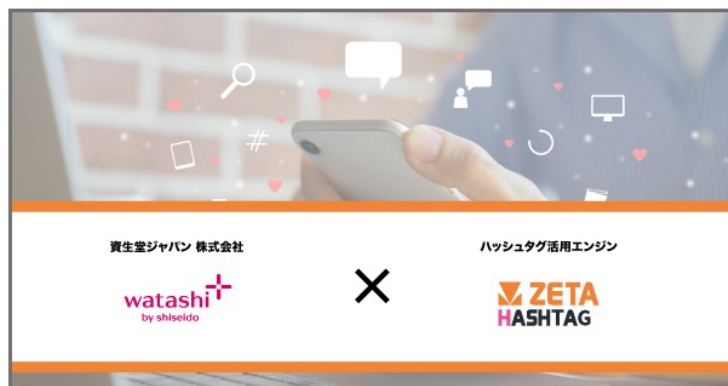 資生堂ジャパン 株式会社
watashi+
by shiseido
×
ハッシュタグ活用エンジン
ZETA
HASHTAG